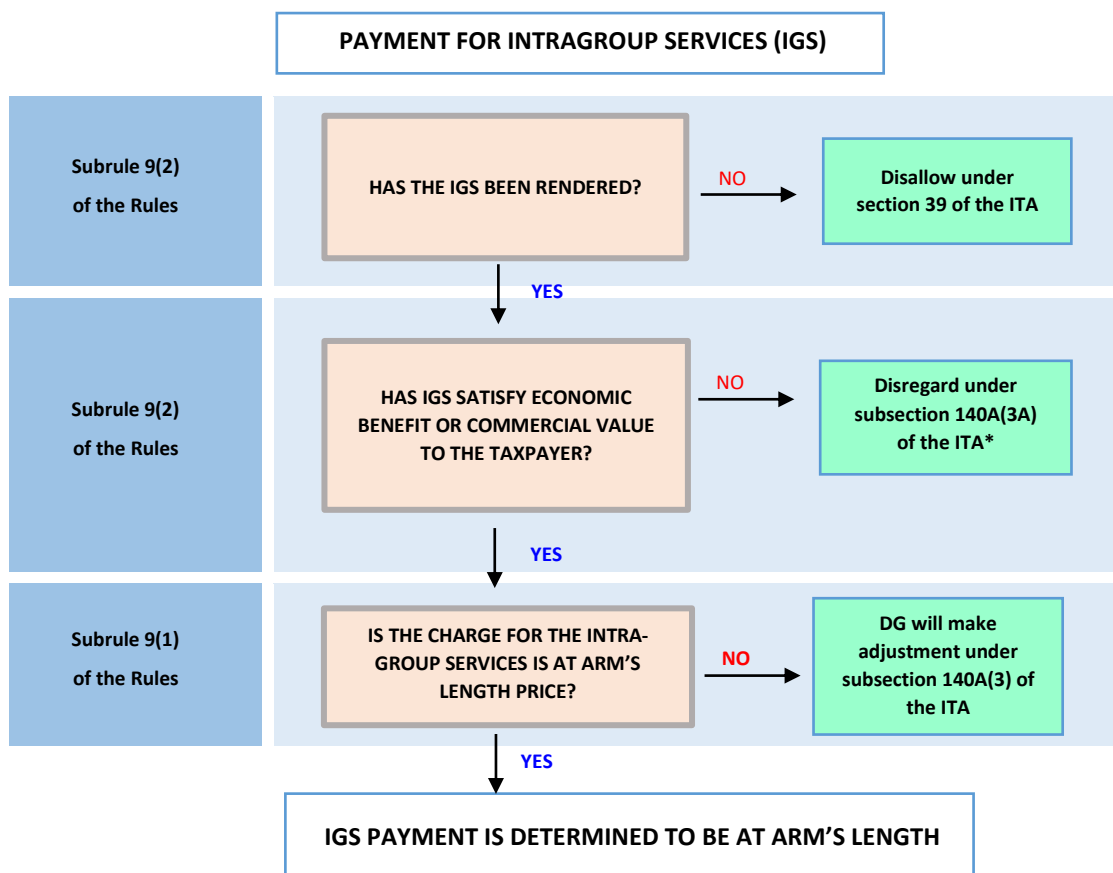 PAYMENT FOR INTRAGROUP SERVICES (IGS)
Subrule 9(2)
of the Rules
HAS THE IGS BEEN RENDERED?
NO
Disallow under
section 39 of the ITA
YES
Subrule 9(2)
of the Rules
HAS IGS SATISFY ECONOMIC
BENEFIT OR COMMERCIAL VALUE
TO THE TAXPAYER?
NO
Disregard under
subsection 140A(3A)
of the ITA*
YES
Subrule 9(1)
of the Rules
IS THE CHARGE FOR THE INTRA-
GROUP SERVICES IS AT ARM'S
LENGTH PRICE?
NO
DG will make
adjustment under
subsection 140A(3) of
the ITA
YES
IGS PAYMENT IS DETERMINED TO BE AT ARM'S LENGTH